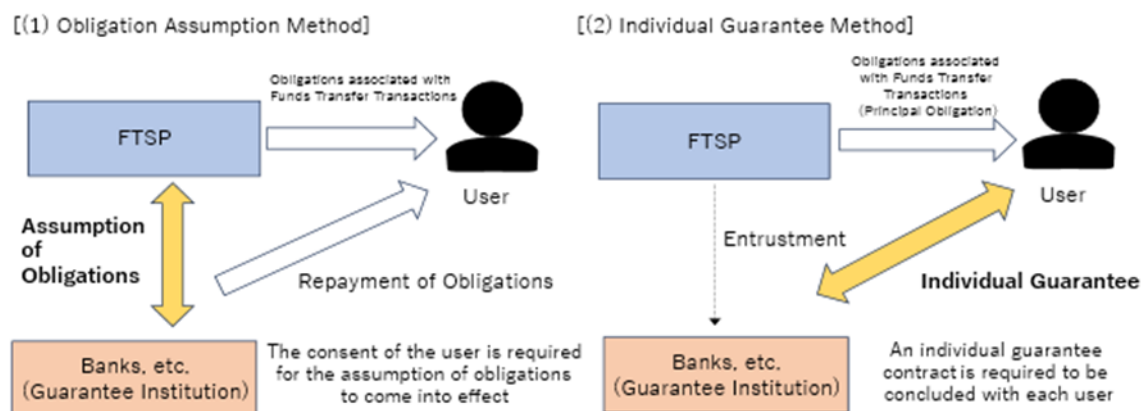 [(1) Obligation Assumption Method]
Obligations associated with
Funds Transfer Transactions
FTSP
User
Assumption
of
Obligations
Repayment of Obligations
Banks, etc.
(Guarantee Institution)
The consent of the user is required
for the assumption of obligations
to come into effect
[(2) Individual Guarantee Method]
Obligations associated
with Funds Transfer
Transactions
(Principal Obligation)
FTSP
User
Entrustment
Individual Guarantee
Banks, etc.
(Guarantee Institution)
An individual guarantee
contract is required to be
concluded with each user